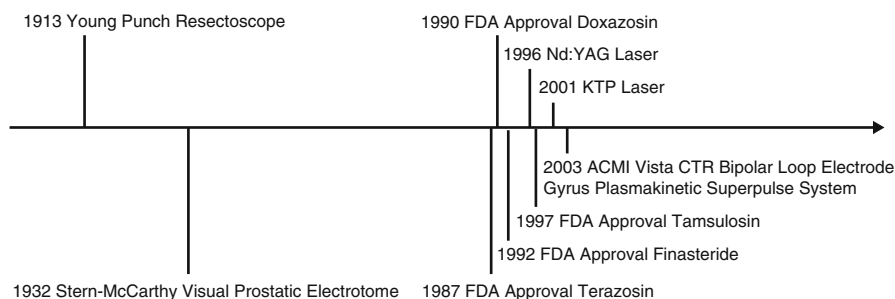 1913 Young Punch Resectoscope
1990 FDA Approval Doxazosin
1996 Nd:YAG Laser
2001 KTP Laser
2003 ACMI Vista CTR Bipolar Loop Electrode
Gyrus Plasmakinetic Superpulse System
1997 FDA Approval Tamsulosin
1992 FDA Approval Finasteride
1932 Stern-McCarthy Visual Prostatic Electrotome
1987 FDA Approval Terazosin